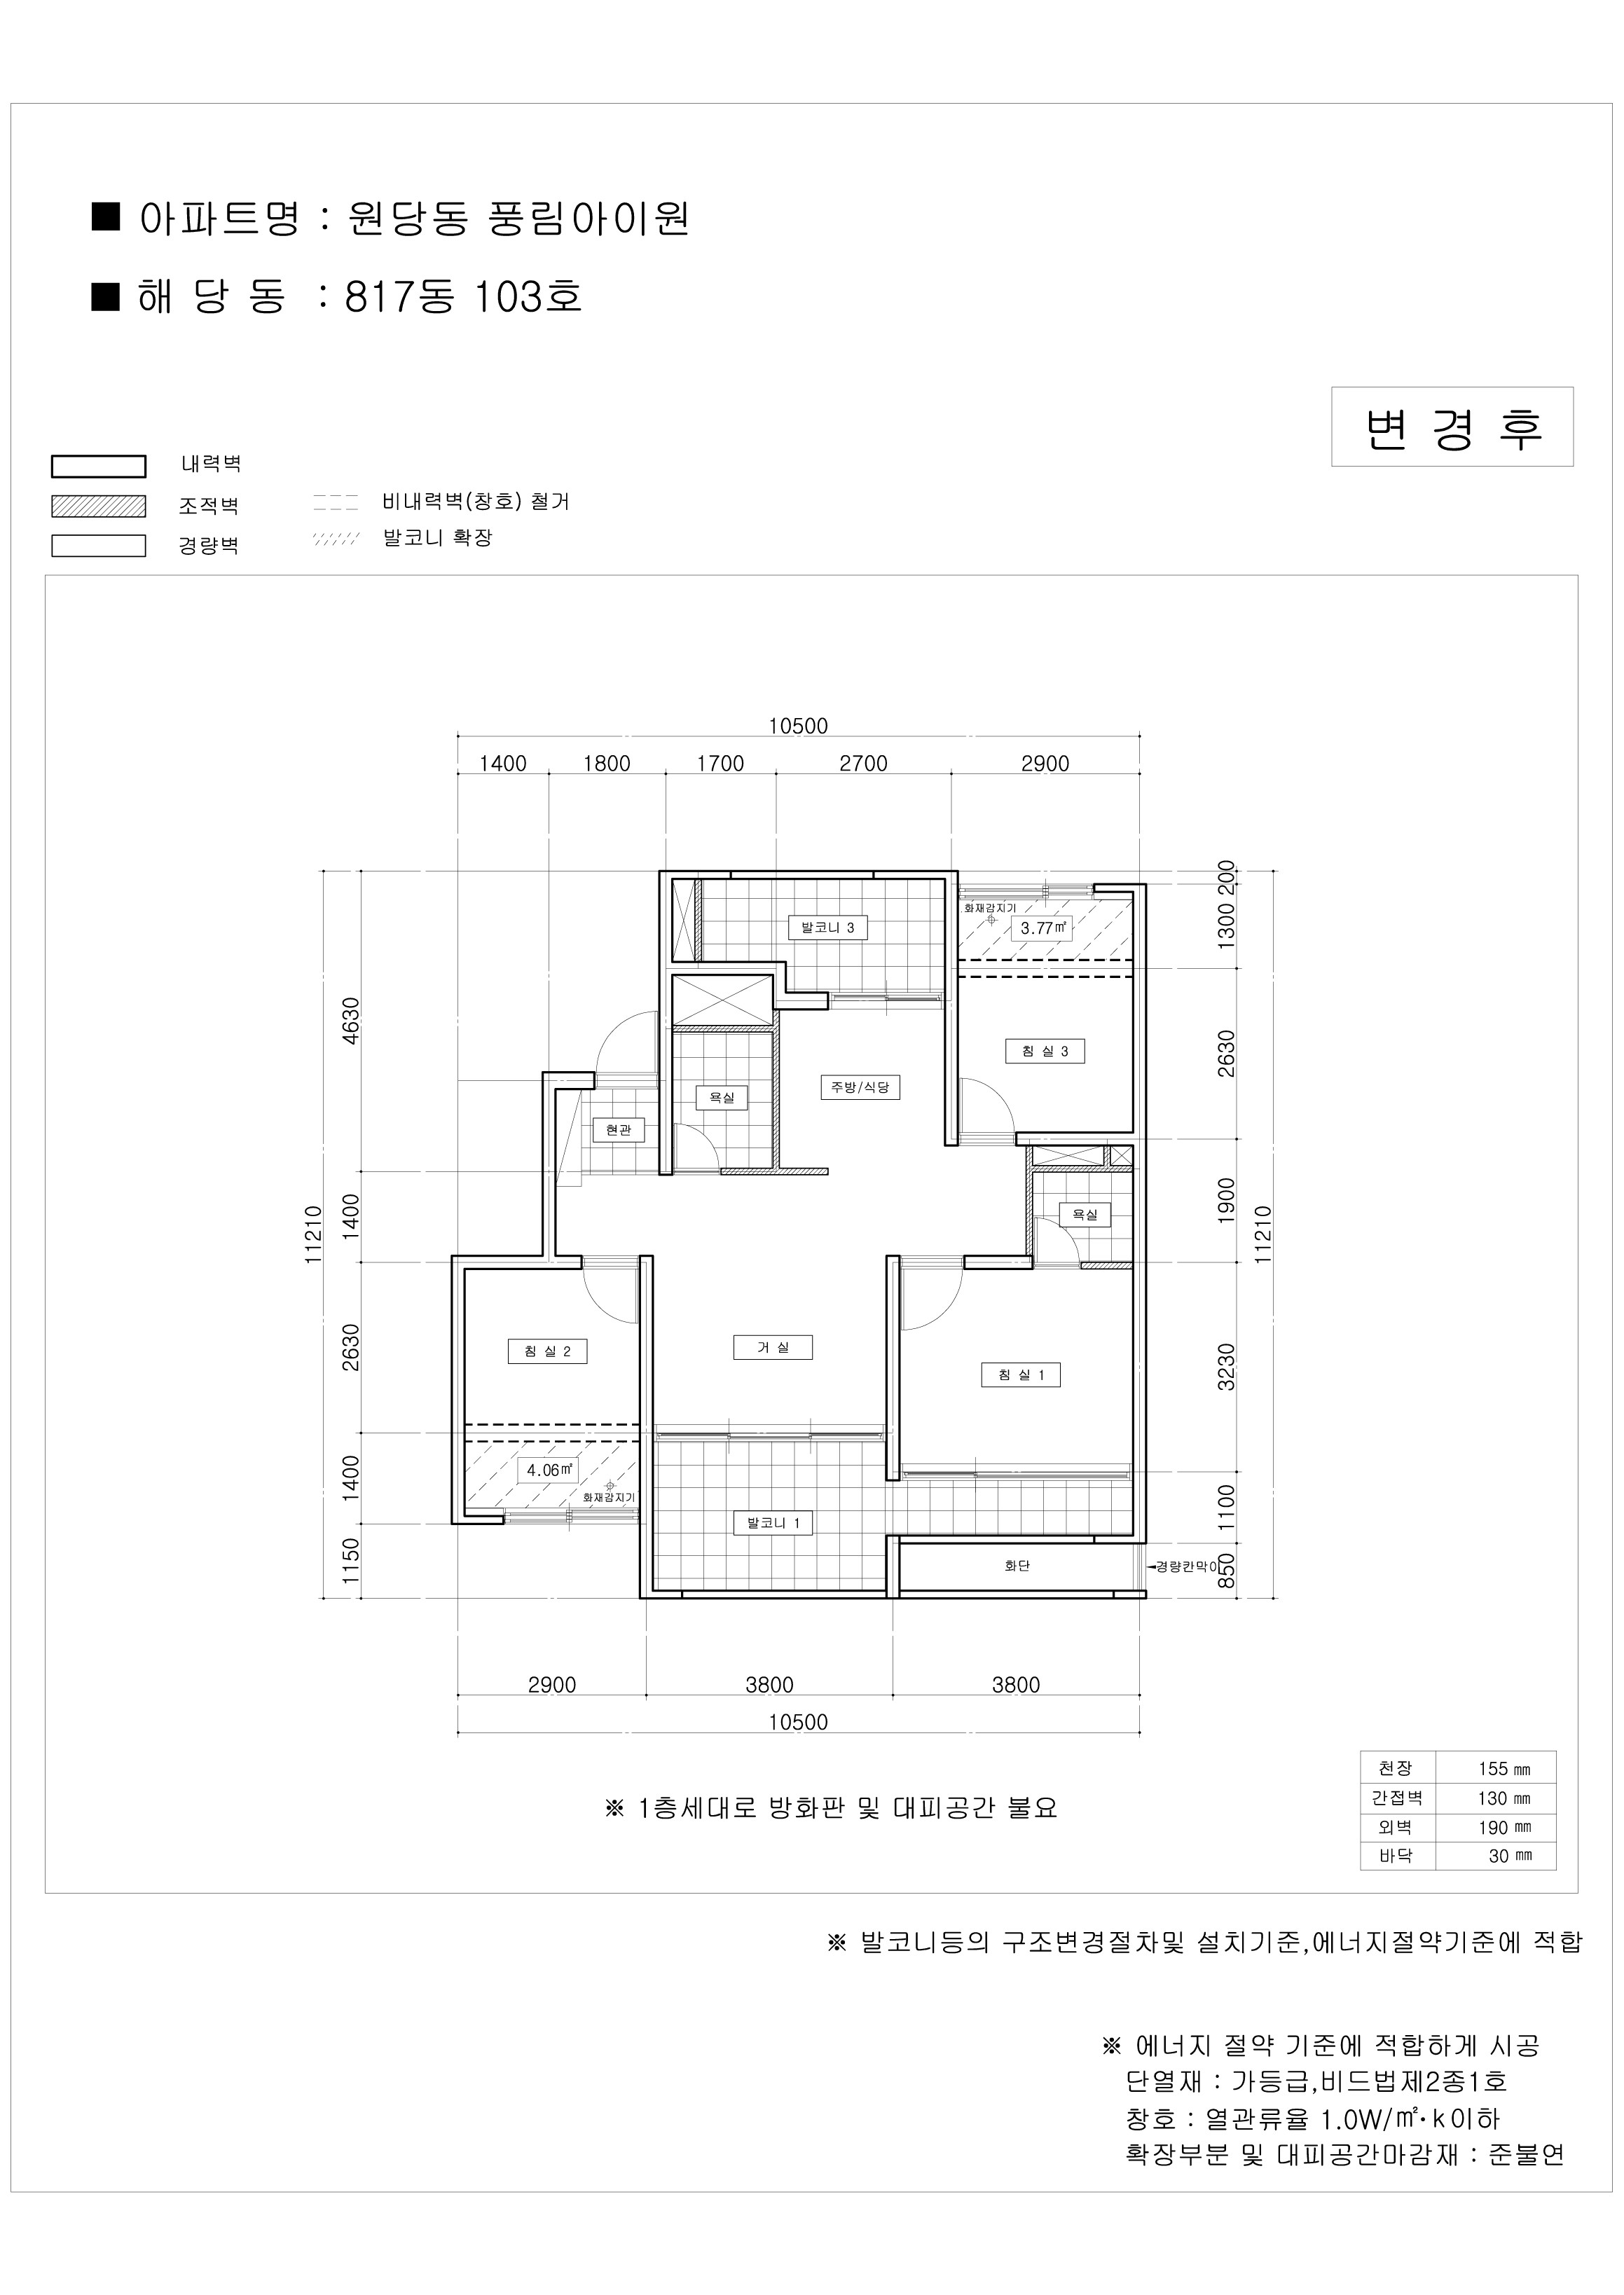 ■ 아파트명 : 원당동 풍림아이원
■ 해 당 동 : 817동 103호
변 경 후
내력벽
조적벽
경량벽
비내력벽(창호) 철거
발코니 확장
10500
1400 1800 1700 2700 2900
11210
4630
1400
2630
1400
1150
200
1300
2630
1900
3230
1100
850
11210
발코니 3
화재감지기
3.77㎡
침 실 3
주방/식당
욕실
현관
욕실
침 실 2
거 실
침 실 1
4.06㎡
화재감지기
발코니 1
화단
경량칸막이
2900 3800 3800
10500
※ 1층세대로 방화판 및 대피공간 불요
천장 155 ㎜
간접벽 130 ㎜
외벽 190 ㎜
바닥 30 ㎜
※ 발코니등의 구조변경절차및 설치기준,에너지절약기준에 적합
※ 에너지 절약 기준에 적합하게 시공
단열재 : 가등급,비드법제2종1호
창호 : 열관류율 1.0W/㎡·k이하
확장부분 및 대피공간마감재 : 준불연